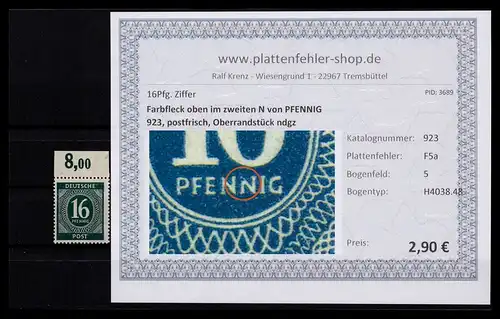 www.plattenfehler-shop.de
Ralf Krenz - Wiesengrund 1 - 22967 Tremsbüttel
PID: 3689
16Pfg. Ziffer
Farbfleck oben im zweiten N von PFENNIG
923, postfrisch, Oberrandstück ndgz
16
PFENNIG
Katalognummer: 923
Plattenfehler: F5a
Bogenfeld: 5
Bogentyp: H4038.48
Preis: 2,90 €
8,00
DEUTSCHE
16
PFENNIG
POST